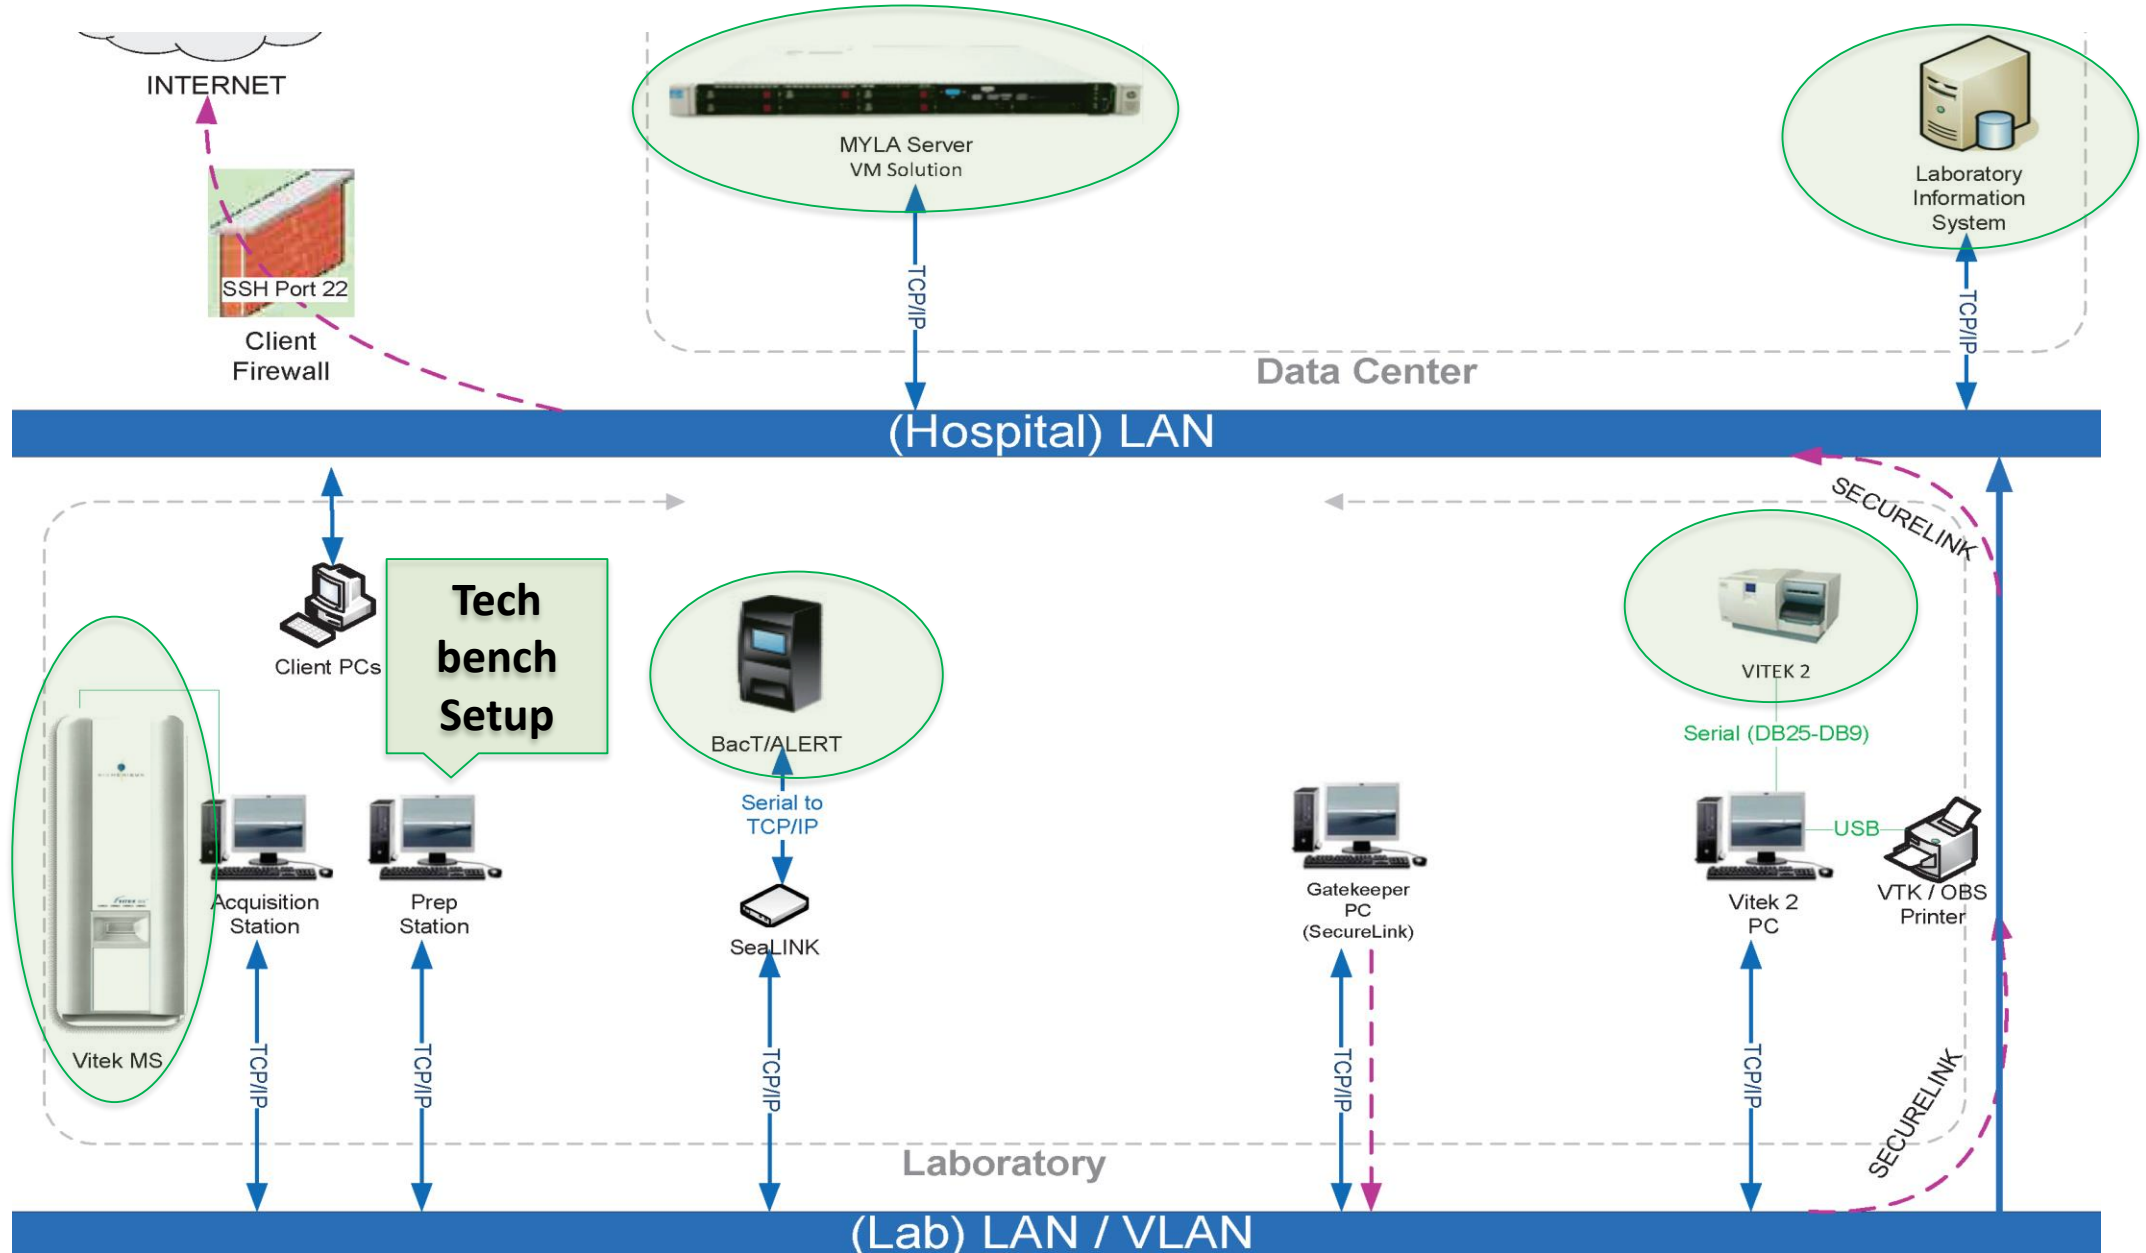 INTERNET
SSH Port 22
Client
Firewall
MYLA Server
VM Solution
TCP/IP
Laboratory
Information
System
TCP/IP
Data Center
(Hospital) LAN
SECURELINK
Client PCs
Tech
bench
Setup
BacT/ALERT
Serial to
TCP/IP
SeaLINK
VITEK 2
Serial (DB25-DB9)
USB
Vitek MS
Acquisition
Station
Prep
Station
Gatekeeper
PC
(SecureLink)
Vitek 2
PC
VTK / OBS
Printer
TCP/IP
TCP/IP
TCP/IP
TCP/IP
TCP/IP
SECURELINK
Laboratory
(Lab) LAN / VLAN